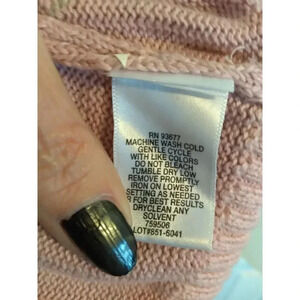 RN 93677
MACHINE WASH COLD
GENTLE CYCLE
WITH LIKE COLORS
DO NOT BLEACH
TUMBLE DRY LOW
REMOVE PROMPTLY
IRON ON LOWEST
SETTING AS NEEDED
R FOR BEST RESULTS
DRYCLEAN ANY
SOLVENT
759506
LOT#851-6041